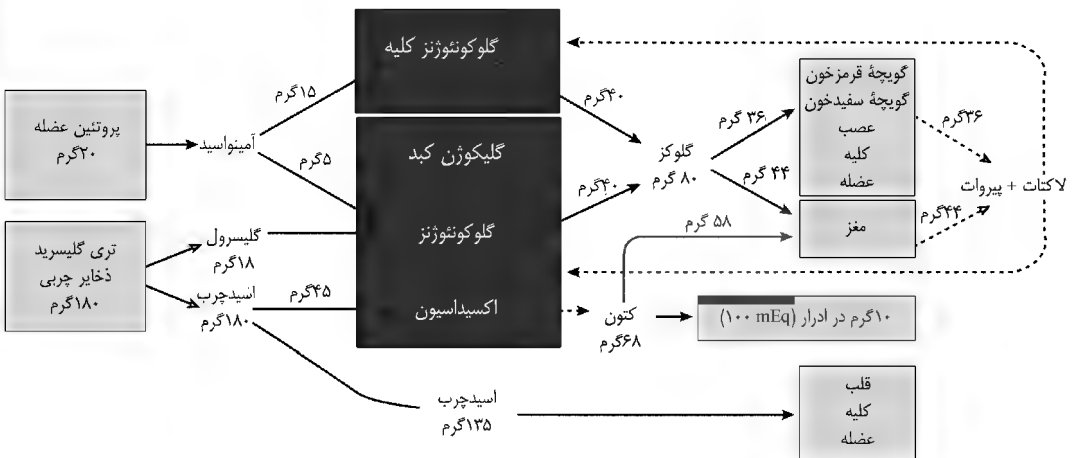 گلوکونئوژنز کلیه
پروتئین عضله
۲۰گرم
آمینواسید
۱۵گرم
۵گرم
گلیکوژن کبد
گلوکونئوژنز
اکسیداسیون
تری گلیسرید
ذخایر چربی
۱۸۰گرم
گلیسرول
۱۸گرم
اسیدچرب
۱۸۰گرم
۴۵گرم
۴۰گرم
۴۰گرم
گلوکز
۸۰ گرم
۳۶ گرم
۴۴ گرم
گویچهٔ قرمزخون
گویچهٔ سفیدخون
عصب
کلیه
عضله
مغز
۳۶گرم
۴۴گرم
لاکتات + پیروات
۵۸ گرم
کتون
۶۸گرم
۱۰گرم در ادرار (۱۰۰ mEq)
اسیدچرب
۱۳۵گرم
قلب
کلیه
عضله